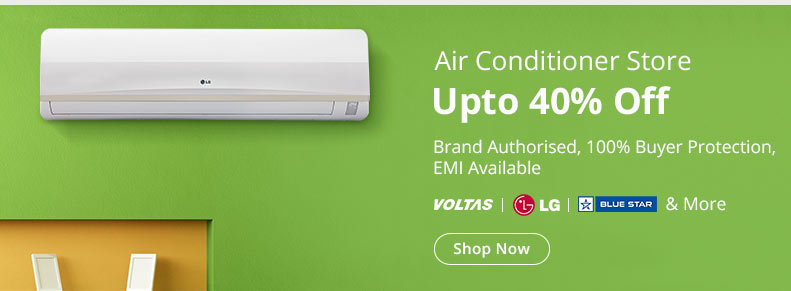 LG
Air Conditioner Store
Upto 40% Off
Brand Authorised, 100% Buyer Protection,
EMI Available
VOLTAS | LG | BLUE STAR & More
Shop Now